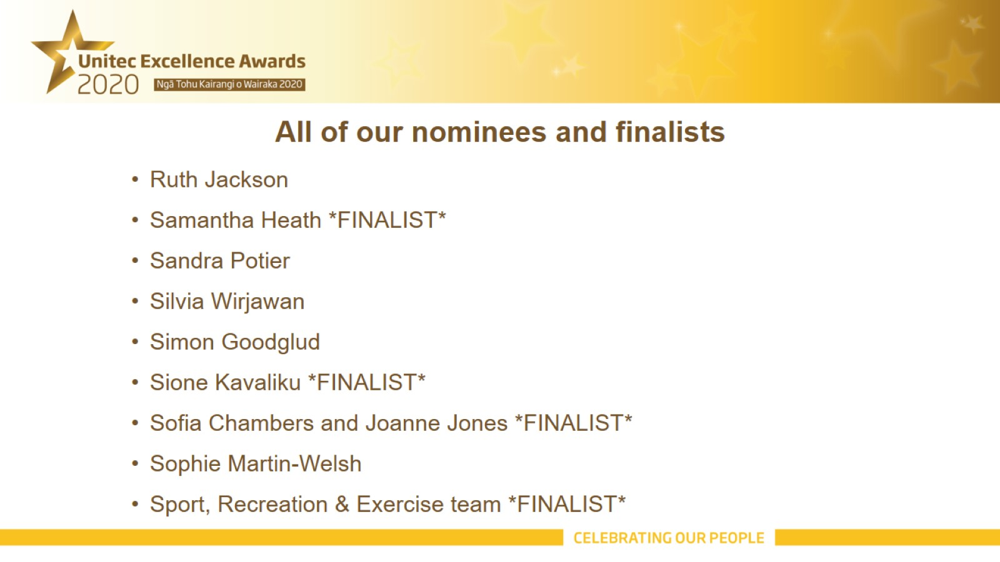 Unitec Excellence Awards
2020 Ngā Tohu Kairangi o Wairaka 2020
All of our nominees and finalists
• Ruth Jackson
• Samantha Heath *FINALIST*
• Sandra Potier
• Silvia Wirjawan
• Simon Goodglud
• Sione Kavaliku *FINALIST*
• Sofia Chambers and Joanne Jones *FINALIST*
• Sophie Martin-Welsh
• Sport, Recreation & Exercise team *FINALIST*
CELEBRATING OUR PEOPLE